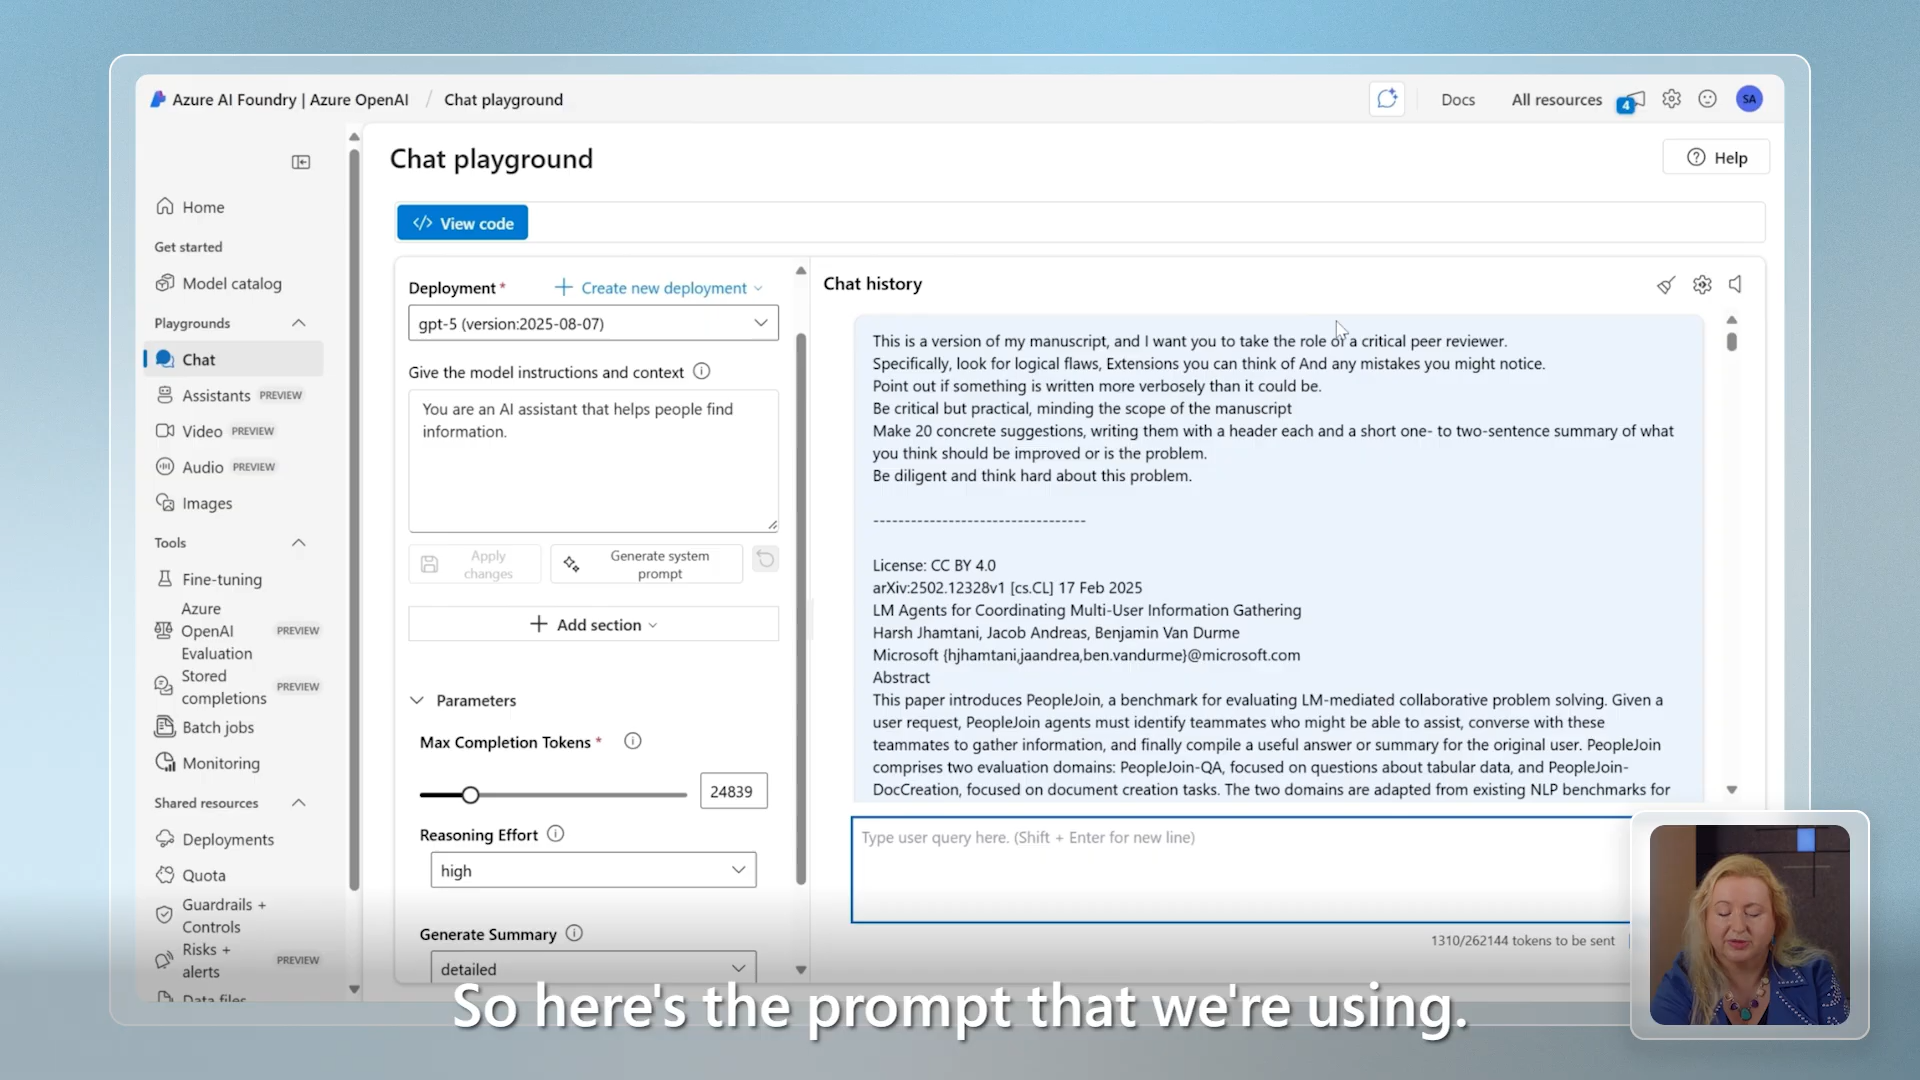 Azure AI Foundry | Azure OpenAI / Chat playground
Docs
All resources
4
SA
Home
Get started
Model catalog
Playgrounds
Chat
Assistants PREVIEW
Video PREVIEW
Audio PREVIEW
Images
Tools
Fine-tuning
Azure
OpenAI PREVIEW
Evaluation
Stored
completions PREVIEW
Batch jobs
Monitoring
Shared resources
Deployments
Quota
Guardrails +
Controls
Risks +
alerts PREVIEW
Data files
Chat playground
Help
</> View code
Deployment *
Create new deployment
gpt-5 (version:2025-08-07)
Give the model instructions and context
You are an AI assistant that helps people find
information.
Apply
changes
Generate system
prompt
Add section
Parameters
Max Completion Tokens *
24839
Reasoning Effort
high
Generate Summary
detailed
Chat history
This is a version of my manuscript, and I want you to take the role of a critical peer reviewer.
Specifically, look for logical flaws, Extensions you can think of And any mistakes you might notice.
Point out if something is written more verbosely than it could be.
Be critical but practical, minding the scope of the manuscript
Make 20 concrete suggestions, writing them with a header each and a short one- to two-sentence summary of what
you think should be improved or is the problem.
Be diligent and think hard about this problem.
----------------------------------
License: CC BY 4.0
arXiv:2502.12328v1 [cs.CL] 17 Feb 2025
LM Agents for Coordinating Multi-User Information Gathering
Harsh Jhamtani, Jacob Andreas, Benjamin Van Durme
Microsoft {hjhamtani,jaandrea,ben.vandurme}@microsoft.com
Abstract
This paper introduces PeopleJoin, a benchmark for evaluating LM-mediated collaborative problem solving. Given a
user request, PeopleJoin agents must identify teammates who might be able to assist, converse with these
teammates to gather information, and finally compile a useful answer or summary for the original user. PeopleJoin
comprises two evaluation domains: PeopleJoin-QA, focused on questions about tabular data, and PeopleJoin-
DocCreation, focused on document creation tasks. The two domains are adapted from existing NLP benchmarks for
Type user query here. (Shift + Enter for new line)
1310/262144 tokens to be sent
So here's the prompt that we're using.